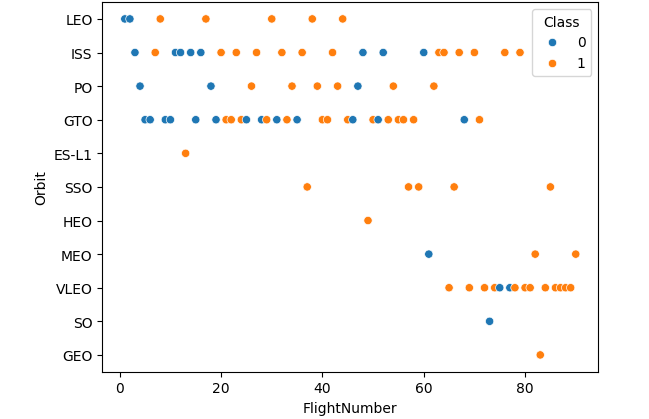 LEO
ISS
PO
GTO
ES-L1
SSO
HEO
MEO
VLEO
SO
GEO
Orbit
Class
0
1
0 20 40 60 80
FlightNumber